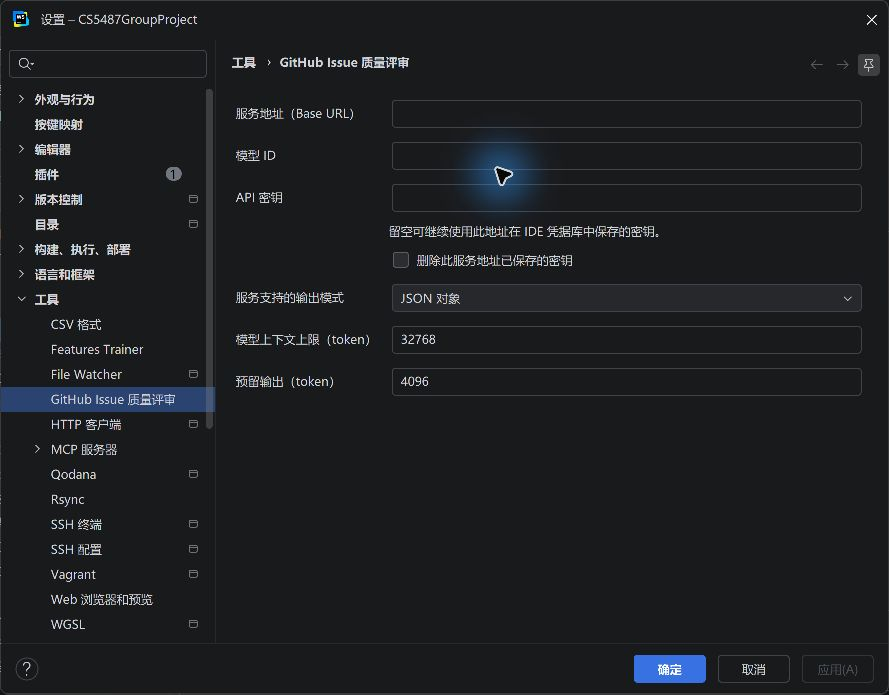 设置 – CS5487GroupProject
外观与行为
按键映射
编辑器
插件 1
版本控制
目录
构建、执行、部署
语言和框架
工具
CSV 格式
Features Trainer
File Watcher
GitHub Issue 质量评审
HTTP 客户端
MCP 服务器
Qodana
Rsync
SSH 终端
SSH 配置
Vagrant
Web 浏览器和预览
WGSL
工具 › GitHub Issue 质量评审
服务地址（Base URL）
模型 ID
API 密钥
留空可继续使用此地址在 IDE 凭据库中保存的密钥。
删除此服务地址已保存的密钥
服务支持的输出模式 JSON 对象
模型上下文上限（token） 32768
预留输出（token） 4096
?
确定 取消 应用(A)